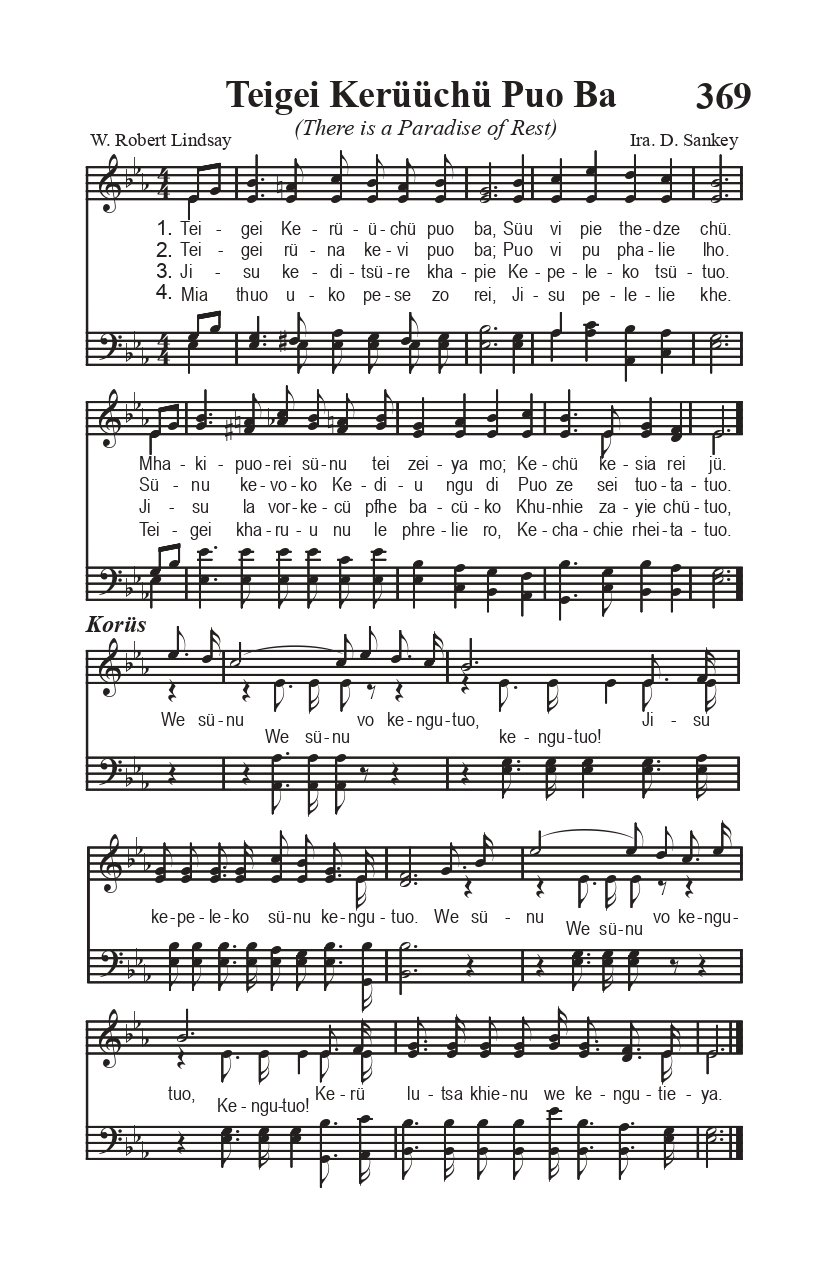 Teigei Kerüüchü Puo Ba 369
(There is a Paradise of Rest)
W. Robert Lindsay Ira. D. Sankey
1. Tei - gei Ke - rü - ü - chü puo ba, Süu vi pie the - dze chü.
2. Tei - gei rü - na ke - vi puo ba; Puo vi pu pha - lie lho.
3. Ji - su ke - di - tsü - re kha - pie Ke - pe - le - ko tsü - tuo.
4. Mia thuo u - ko pe - se zo rei, Ji - su pe - le - lie khe.
Mha - ki - puo-rei sü-nu tei zei - ya mo; Ke - chü ke - sia rei jü.
Sü - nu ke - vo - ko Ke - di - u ngu di Puo ze sei tuo - ta - tuo.
Ji - su la vor - ke - cü pfhe ba - cü - ko Khu - nhie za - yie chü - tuo,
Tei - gei kha - ru - u nu le phre - lie ro, Ke - cha - chie rhei - ta - tuo.
Korüs
We sü - nu vo ke - ngu - tuo, Ji - su
We sü - nu ke - ngu - tuo!
ke - pe - le - ko sü - nu ke - ngu - tuo. We sü - nu vo ke - ngu -
We sü - nu
tuo, Ke - rü lu - tsa khie - nu we ke - ngu - tie - ya.
Ke - ngu - tuo!